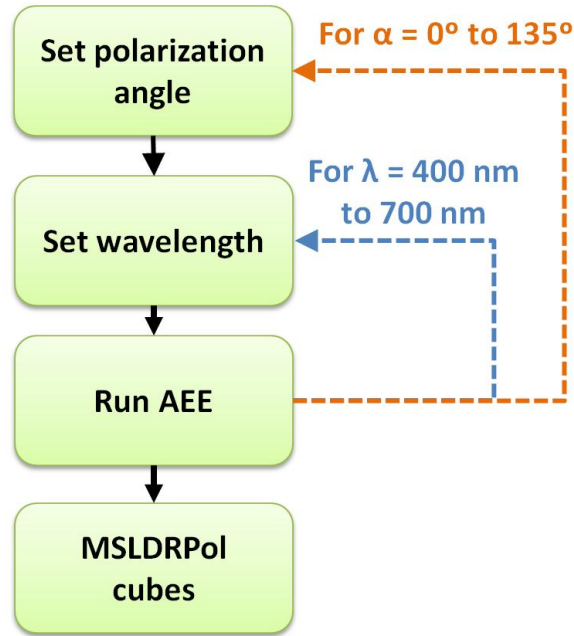 Set polarization
angle
For α = 0º to 135º
Set wavelength
For λ = 400 nm
to 700 nm
Run AEE
MSLDRPol
cubes